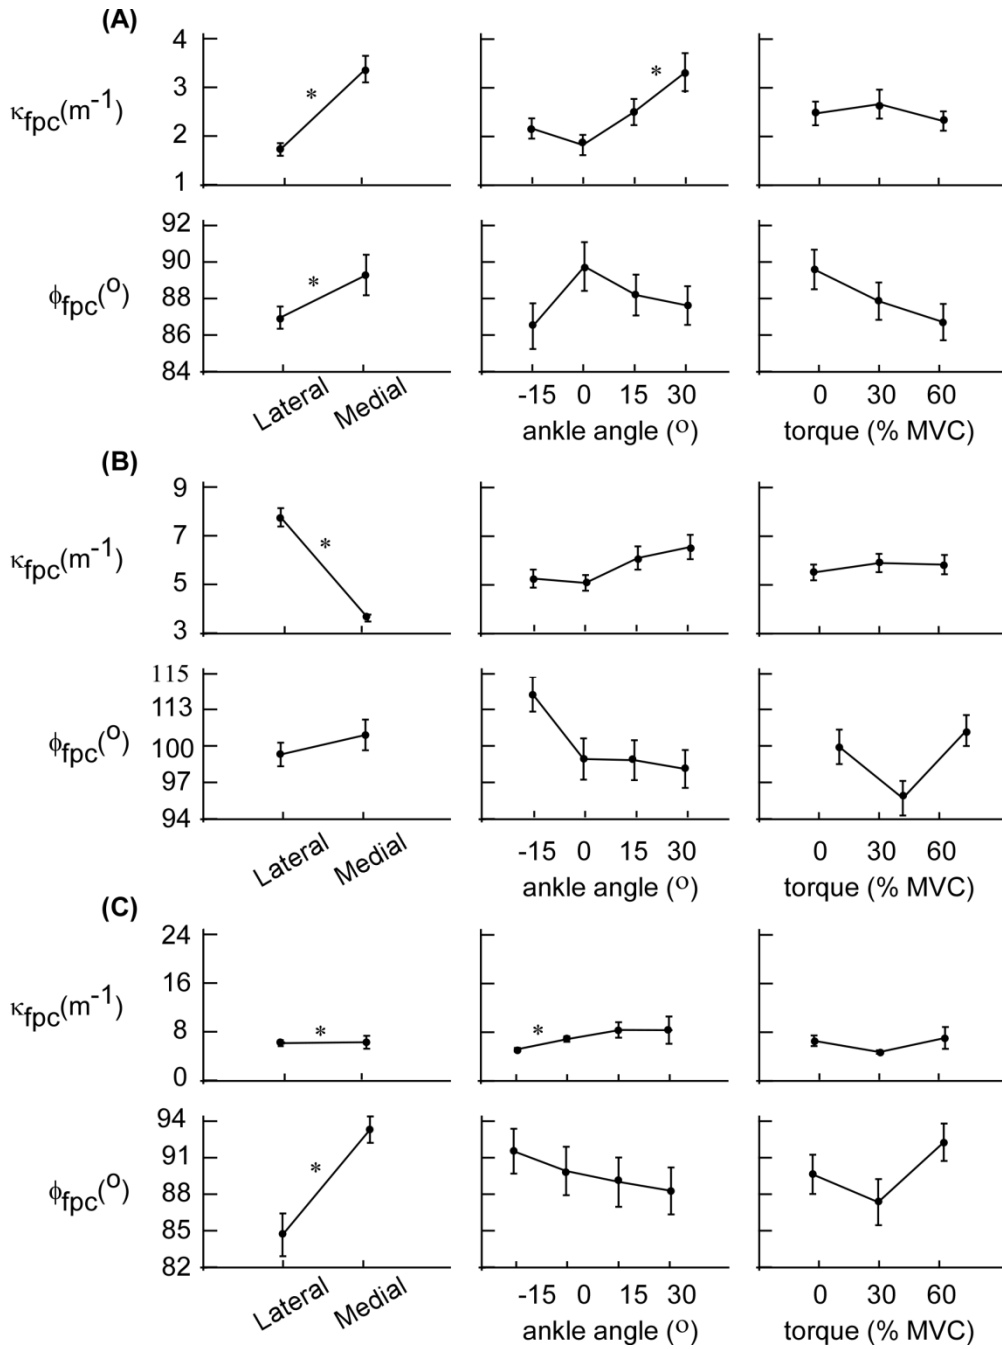 (A)
4
3
κfpc(m-1)
2
1
*
*
92
90
ϕfpc(o)
88
86
84
*
Lateral
Medial
-15 0 15 30
ankle angle (o)
0 30 60
torque (% MVC)
(B)
9
7
κfpc(m-1)
5
3
*
115
113
ϕfpc(o)
100
97
94
Lateral
Medial
-15 0 15 30
ankle angle (o)
0 30 60
torque (% MVC)
(C)
24
16
κfpc(m-1)
8
0
*
*
94
91
ϕfpc(o)
88
85
82
*
Lateral
Medial
-15 0 15 30
ankle angle (o)
0 30 60
torque (% MVC)